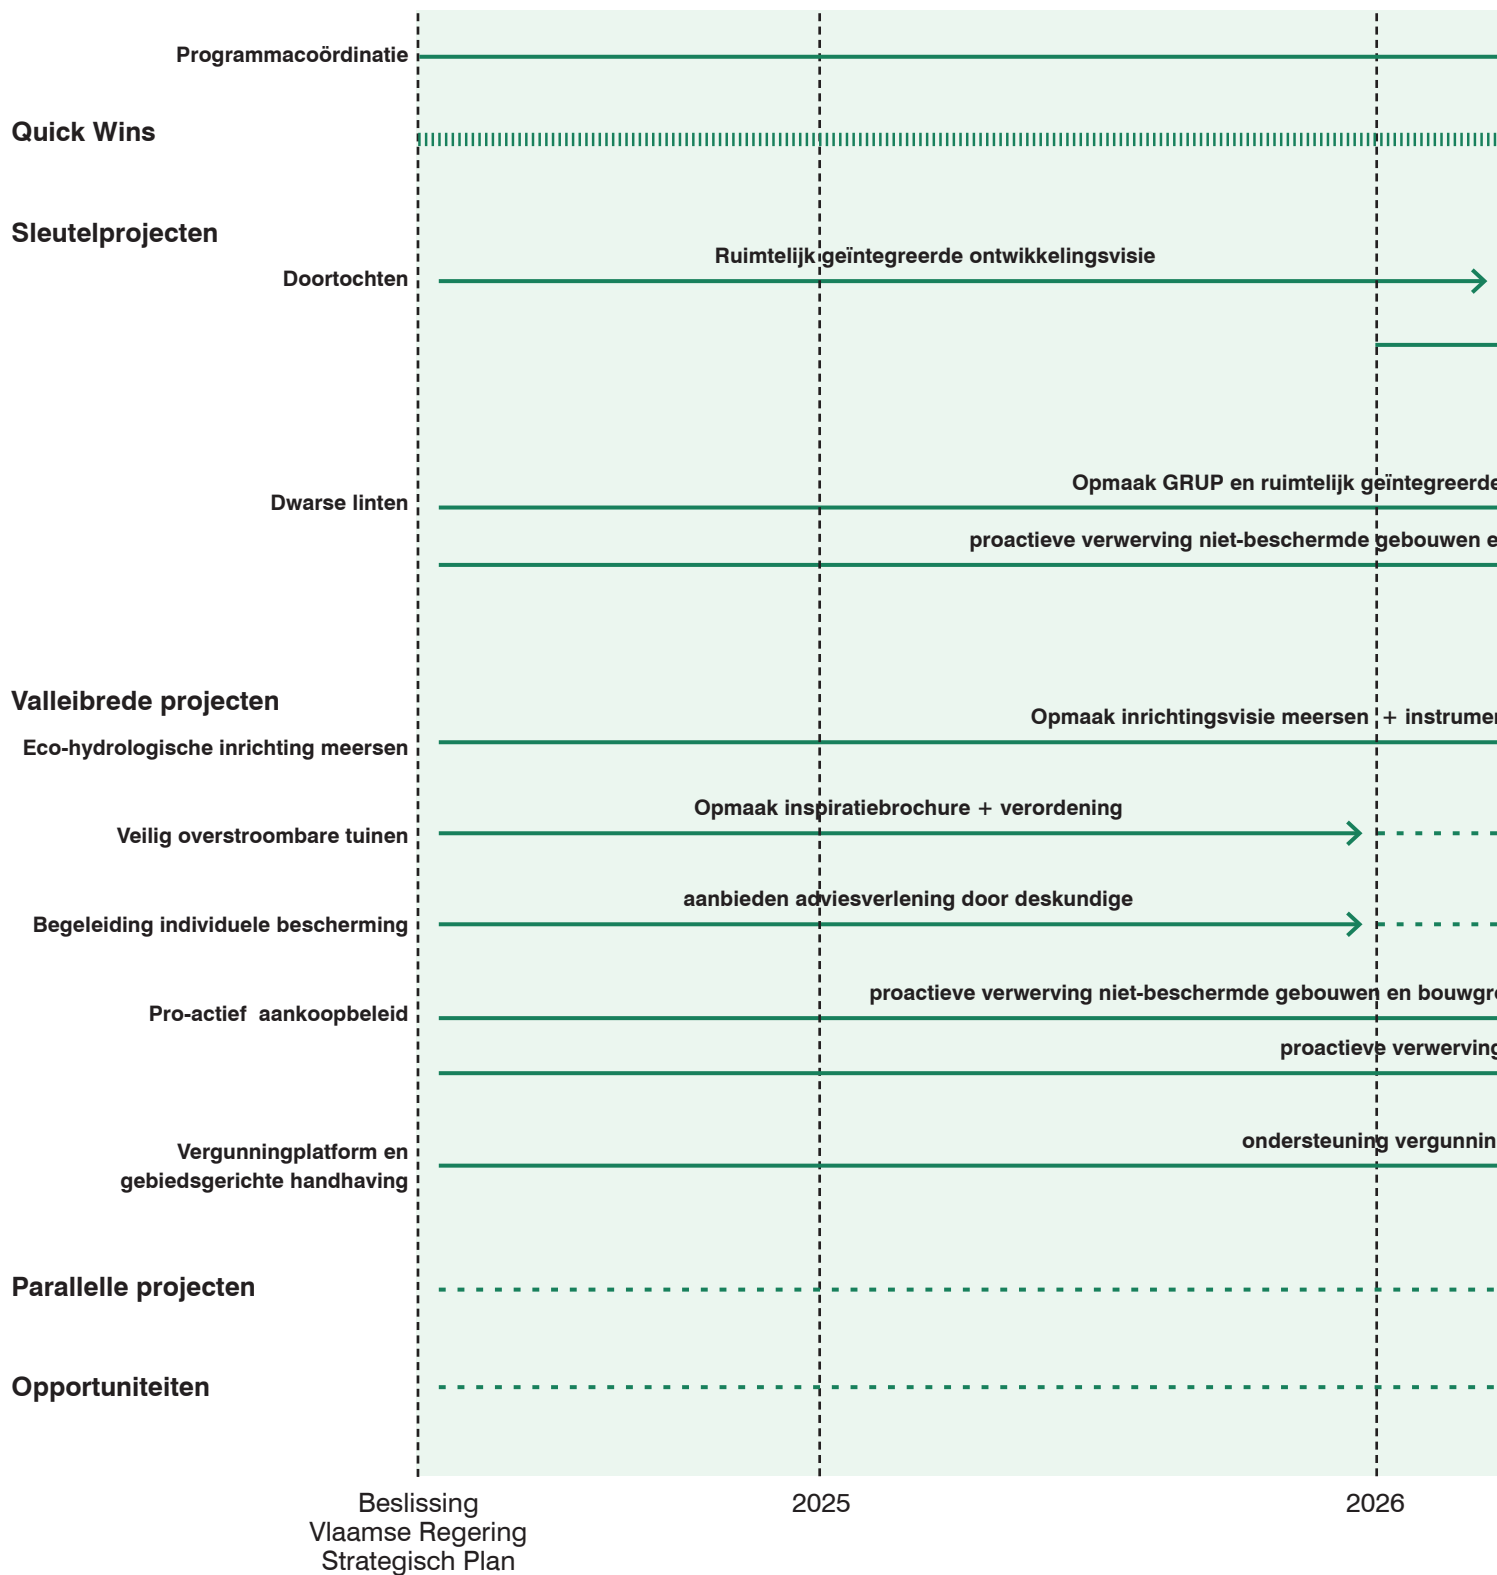 Programmacoördinatie
Quick Wins
Sleutelprojecten
Ruimtelijk geïntegreerde ontwikkelingsvisie
Doortochten
Opmaak GRUP en ruimtelijk geïntegreerde
Dwarse linten
proactieve verwerving niet-beschermde gebouwen e
Valleibrede projecten
Opmaak inrichtingsvisie meersen + instrumen
Eco-hydrologische inrichting meersen
Opmaak inspiratiebrochure + verordening
Veilig overstroombare tuinen
aanbieden adviesverlening door deskundige
Begeleiding individuele bescherming
proactieve verwerving niet-beschermde gebouwen en bouwgro
Pro-actief aankoopbeleid
proactieve verwerving
ondersteuning vergunnin
Vergunningplatform en
gebiedsgerichte handhaving
Parallelle projecten
Opportuniteiten
Beslissing
Vlaamse Regering
Strategisch Plan
2025
2026